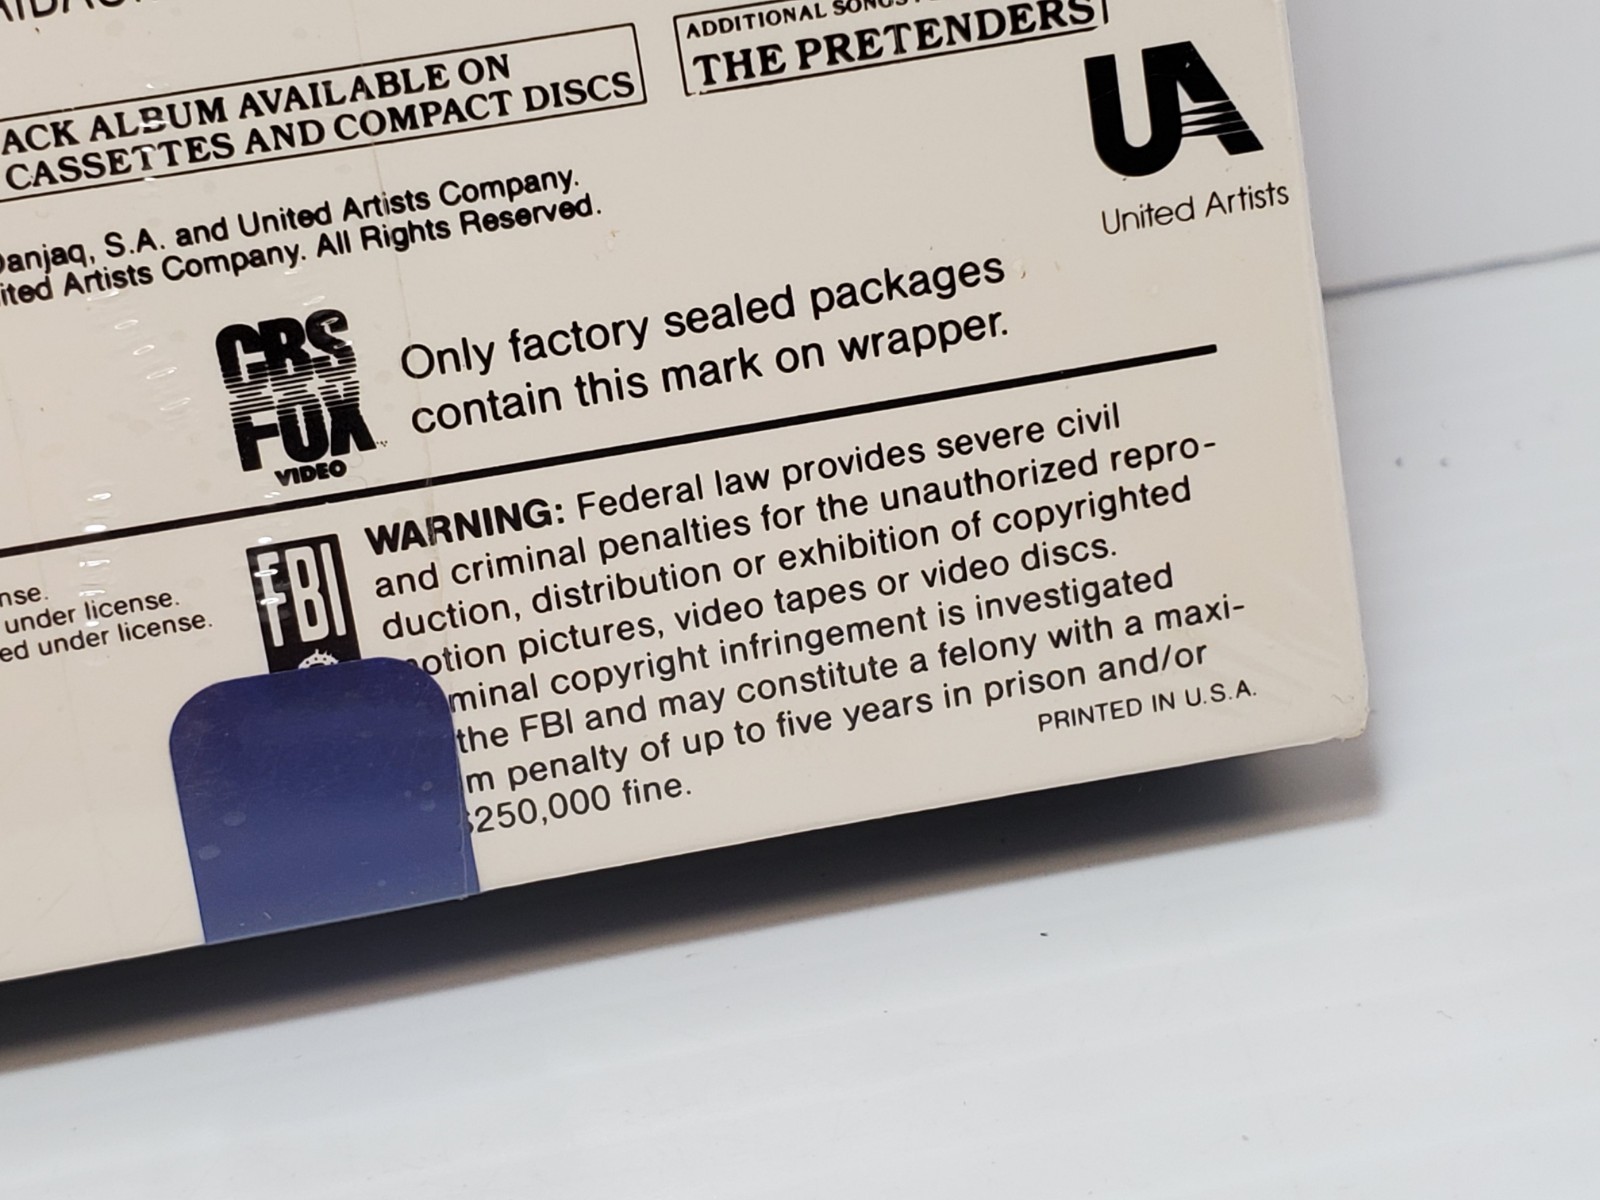 ADDITIONAL SONGS
THE PRETENDERS
ACK ALBUM AVAILABLE ON
CASSETTES AND COMPACT DISCS
UA
United Artists
Danjaq, S.A. and United Artists Company.
ited Artists Company. All Rights Reserved.
CBS
FOX
VIDEO
Only factory sealed packages
contain this mark on wrapper.
nse.
under license.
ed under license.
FBI
WARNING: Federal law provides severe civil
and criminal penalties for the unauthorized repro-
duction, distribution or exhibition of copyrighted
motion pictures, video tapes or video discs.
minal copyright infringement is investigated
the FBI and may constitute a felony with a maxi-
m penalty of up to five years in prison and/or
$250,000 fine.
PRINTED IN U.S.A.